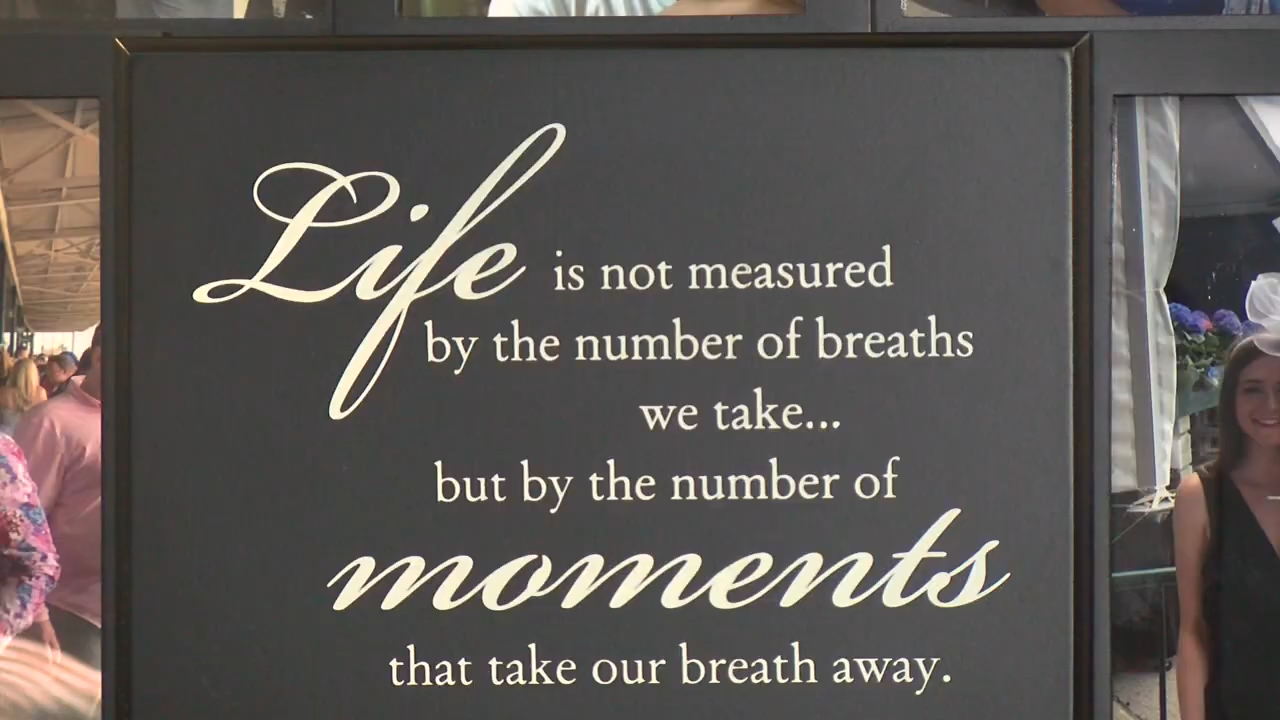 Life is not measured
by the number of breaths
we take...
but by the number of
moments
that take our breath away.